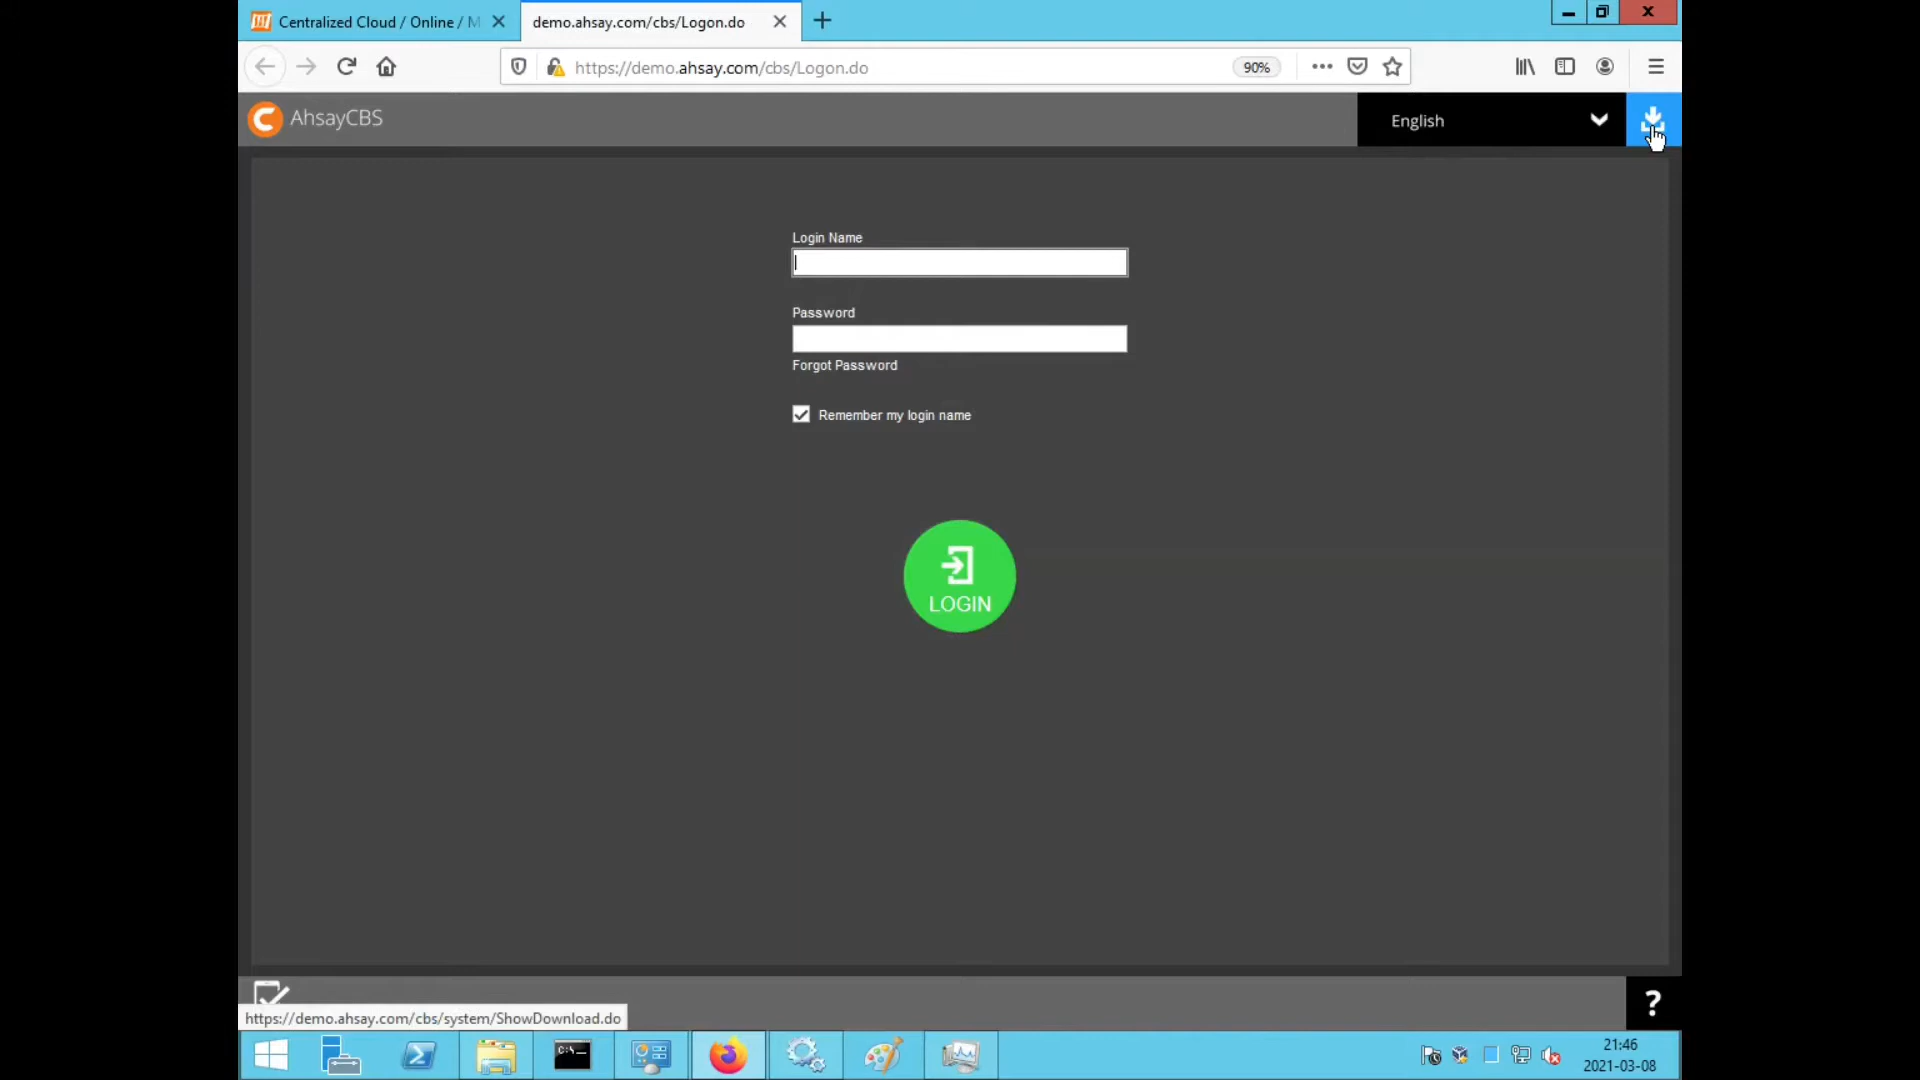 Centralized Cloud / Online / M
demo.ahsay.com/cbs/Logon.do
https://demo.ahsay.com/cbs/Logon.do
90%
AhsayCBS
English
Login Name
Password
Forgot Password
Remember my login name
LOGIN
?
https://demo.ahsay.com/cbs/system/ShowDownload.do
C:\
21:46
2021-03-08